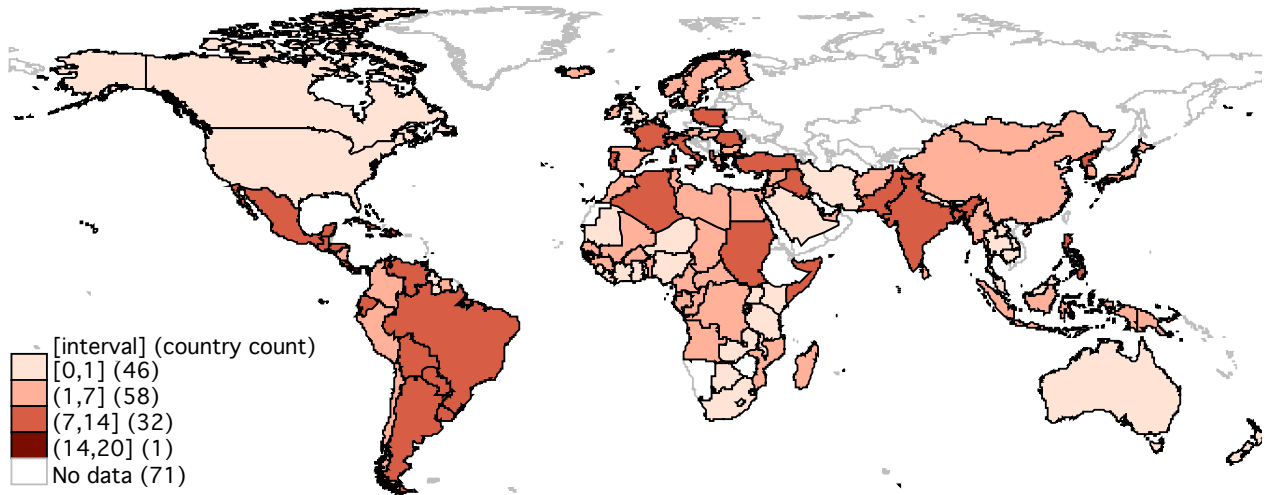 [interval] (country count)
[0,1] (46)
(1,7] (58)
(7,14] (32)
(14,20] (1)
No data (71)